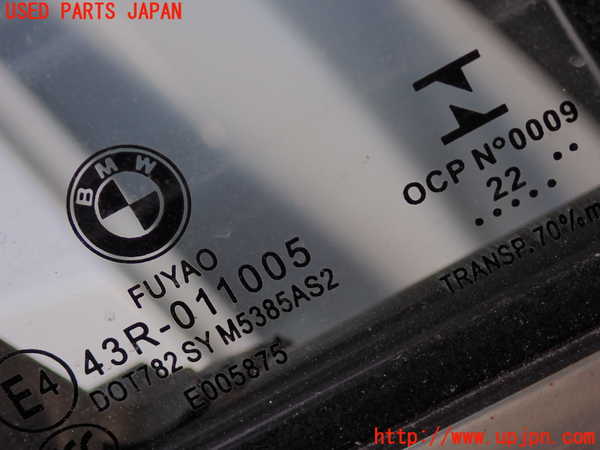 USED PARTS JAPAN
BMW
FUYAO
43R-011005
DOT782 SY M5385AS2
E005875
E4
OCP N°0009
22
TRANSP. 70% m
http://www.upjpn.com/